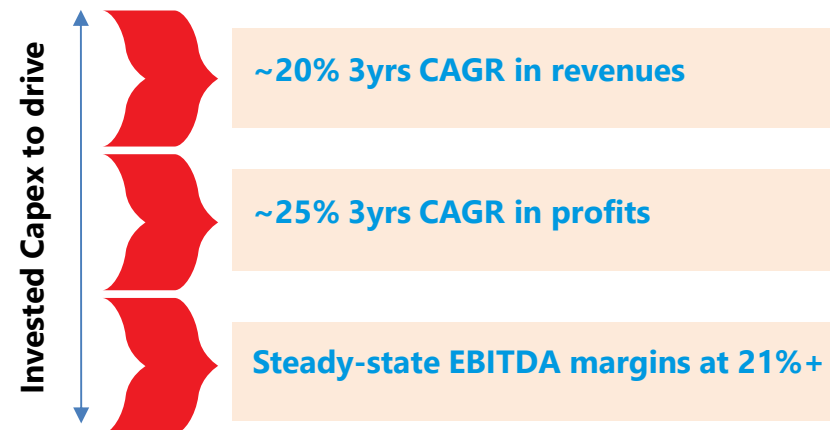 Invested Capex to drive
~20% 3yrs CAGR in revenues
~25% 3yrs CAGR in profits
Steady-state EBITDA margins at 21%+